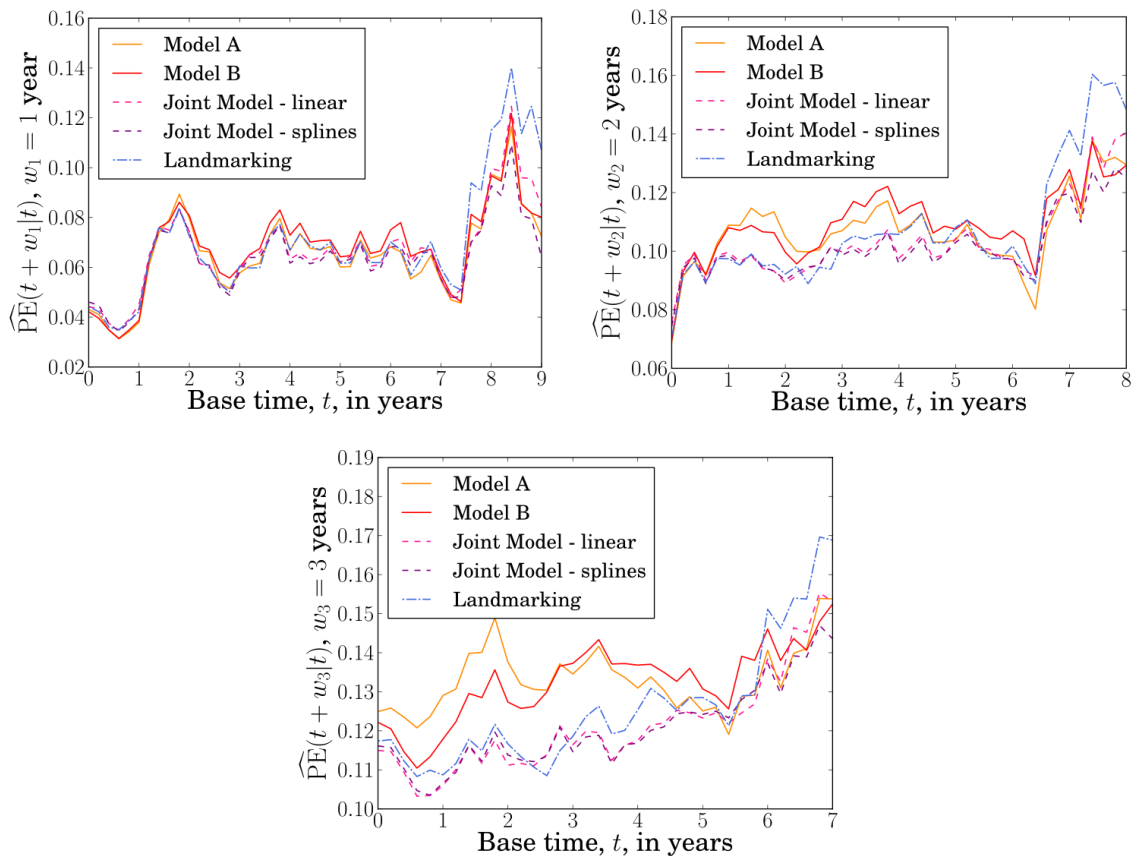 0.16
0.14
0.12
0.10
0.08
0.06
0.04
0.02
P̂E(t + w₁|t), w₁ = 1 year
Model A
Model B
Joint Model - linear
Joint Model - splines
Landmarking
0 1 2 3 4 5 6 7 8 9
Base time, t, in years
0.18
0.16
0.14
0.12
0.10
0.08
0.06
P̂E(t + w₂|t), w₂ = 2 years
Model A
Model B
Joint Model - linear
Joint Model - splines
Landmarking
0 1 2 3 4 5 6 7 8
Base time, t, in years
0.19
0.18
0.17
0.16
0.15
0.14
0.13
0.12
0.11
0.10
P̂E(t + w₃|t), w₃ = 3 years
Model A
Model B
Joint Model - linear
Joint Model - splines
Landmarking
0 1 2 3 4 5 6 7
Base time, t, in years